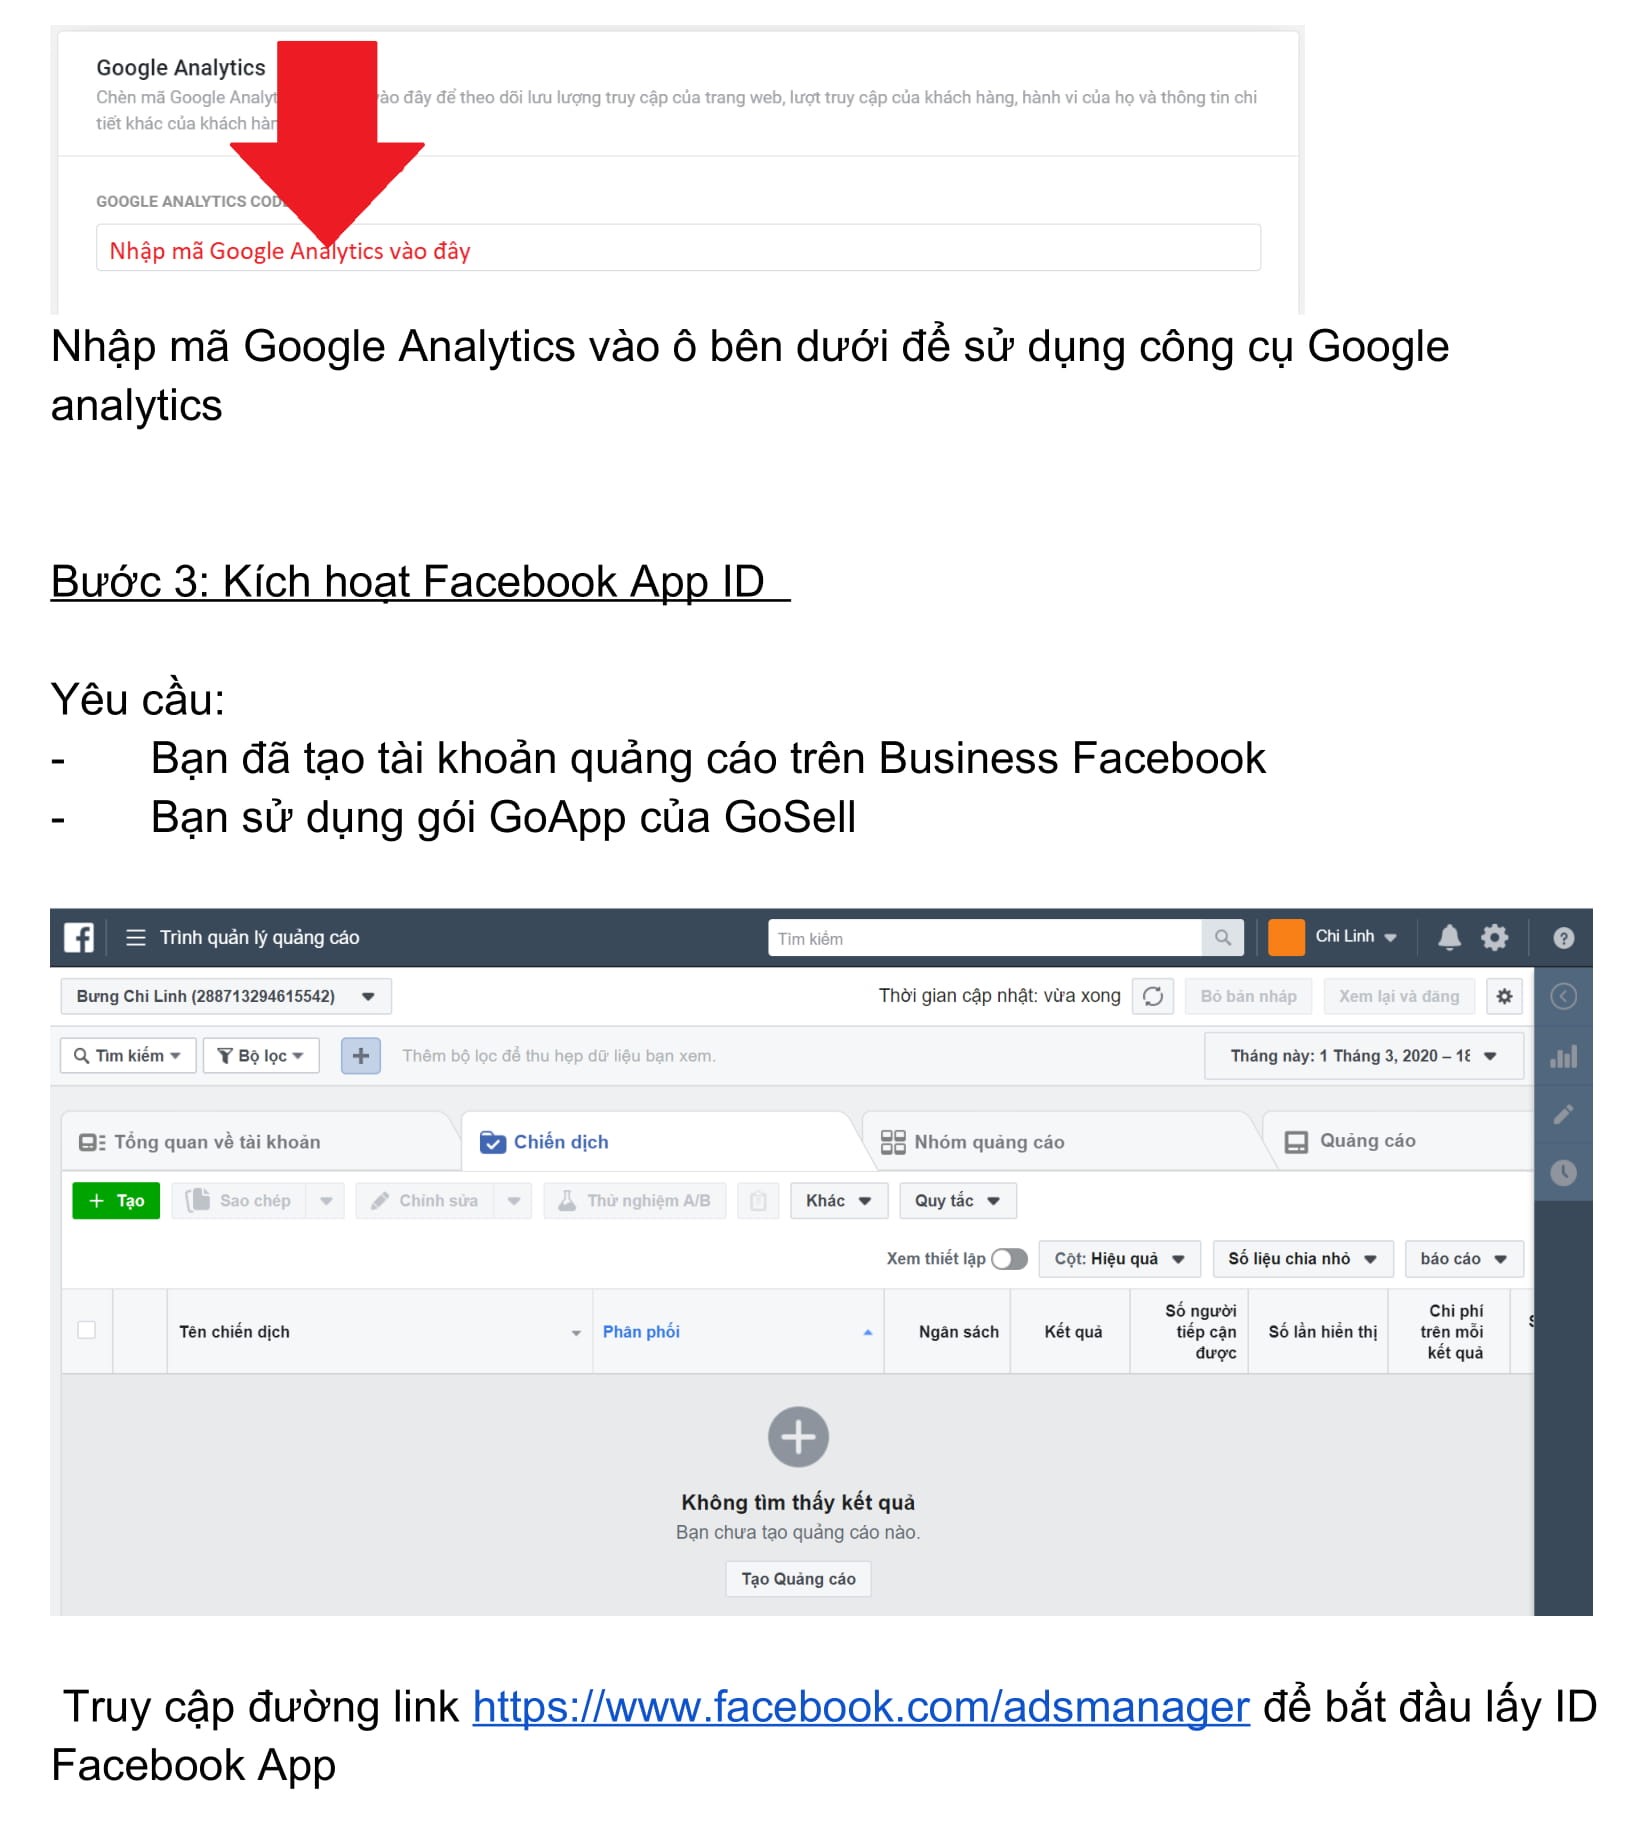 Google Analytics
Chèn mã Google Analyt ào đây để theo dõi lưu lượng truy cập của trang web, lượt truy cập của khách hàng, hành vi của họ và thông tin chi
tiết khác của khách hàn
GOOGLE ANALYTICS COD
Nhập mã Google Analytics vào đây
Nhập mã Google Analytics vào ô bên dưới để sử dụng công cụ Google
analytics
Bước 3: Kích hoạt Facebook App ID
Yêu cầu:
- Bạn đã tạo tài khoản quảng cáo trên Business Facebook
- Bạn sử dụng gói GoApp của GoSell
Trình quản lý quảng cáo Tìm kiếm Chi Linh
Bưng Chi Linh (288713294615542) Thời gian cập nhật: vừa xong Bỏ bản nháp Xem lại và đăng
Tìm kiếm Bộ lọc Thêm bộ lọc để thu hẹp dữ liệu bạn xem. Tháng này: 1 Tháng 3, 2020 – 18
Tổng quan về tài khoản Chiến dịch Nhóm quảng cáo Quảng cáo
+ Tạo Sao chép Chỉnh sửa Thử nghiệm A/B Khác Quy tắc
Xem thiết lập Cột: Hiệu quả Số liệu chia nhỏ báo cáo
Tên chiến dịch Phân phối Ngân sách Kết quả Số người tiếp cận được Số lần hiển thị Chi phí trên mỗi kết quả S
Không tìm thấy kết quả
Bạn chưa tạo quảng cáo nào.
Tạo Quảng cáo
Truy cập đường link https://www.facebook.com/adsmanager để bắt đầu lấy ID
Facebook App